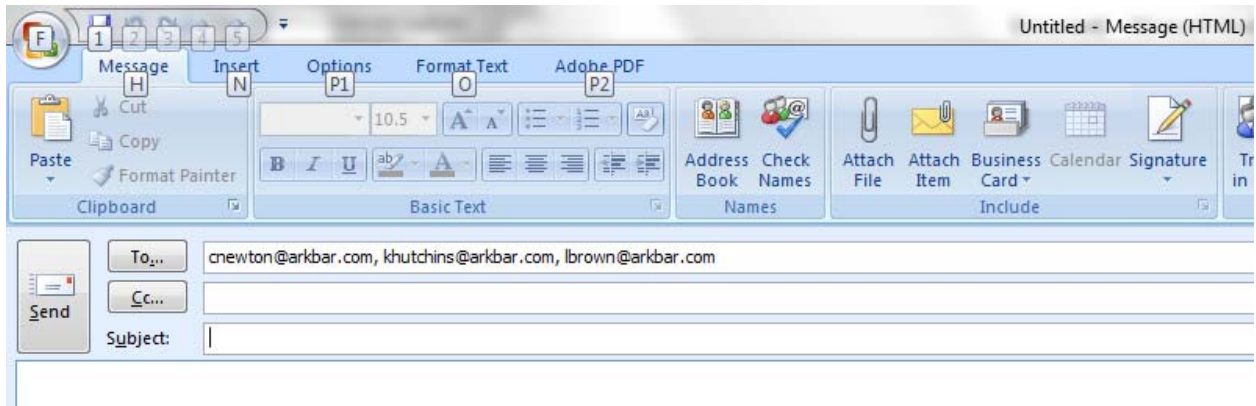 Untitled - Message (HTML)
F 1 2 3 4 5
Message Insert Options Format Text Adobe PDF
H N P1 O P2
Cut
Copy
Format Painter
Paste
10.5 A A
B I U ab A
Address Book
Check Names
Attach File
Attach Item
Business Card
Calendar
Signature
in
Clipboard Basic Text Names Include
To... cnewton@arkbar.com, khutchins@arkbar.com, lbrown@arkbar.com
Cc...
Send
Subject: